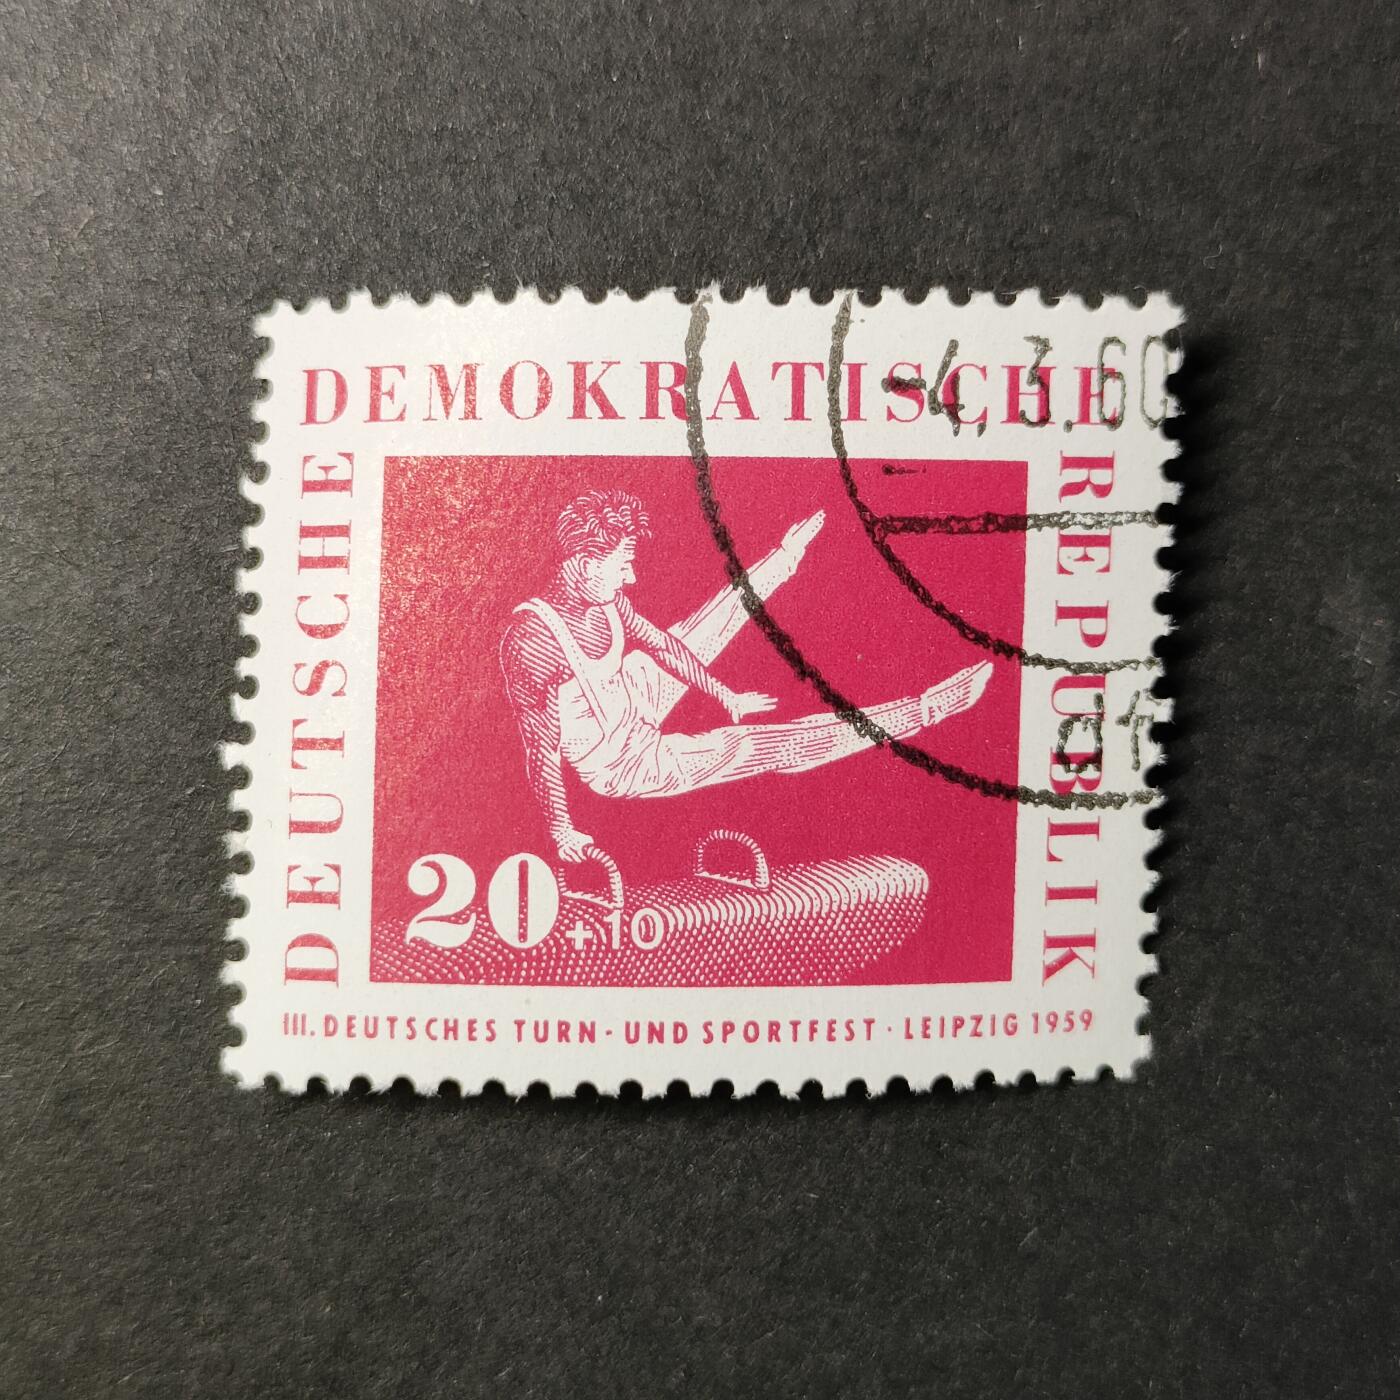 DEUTSCHE
DEMOKRATISCHE
REPUBLIK
-4. 3.60
20+10
III. DEUTSCHES TURN- UND SPORTFEST · LEIPZIG 1959